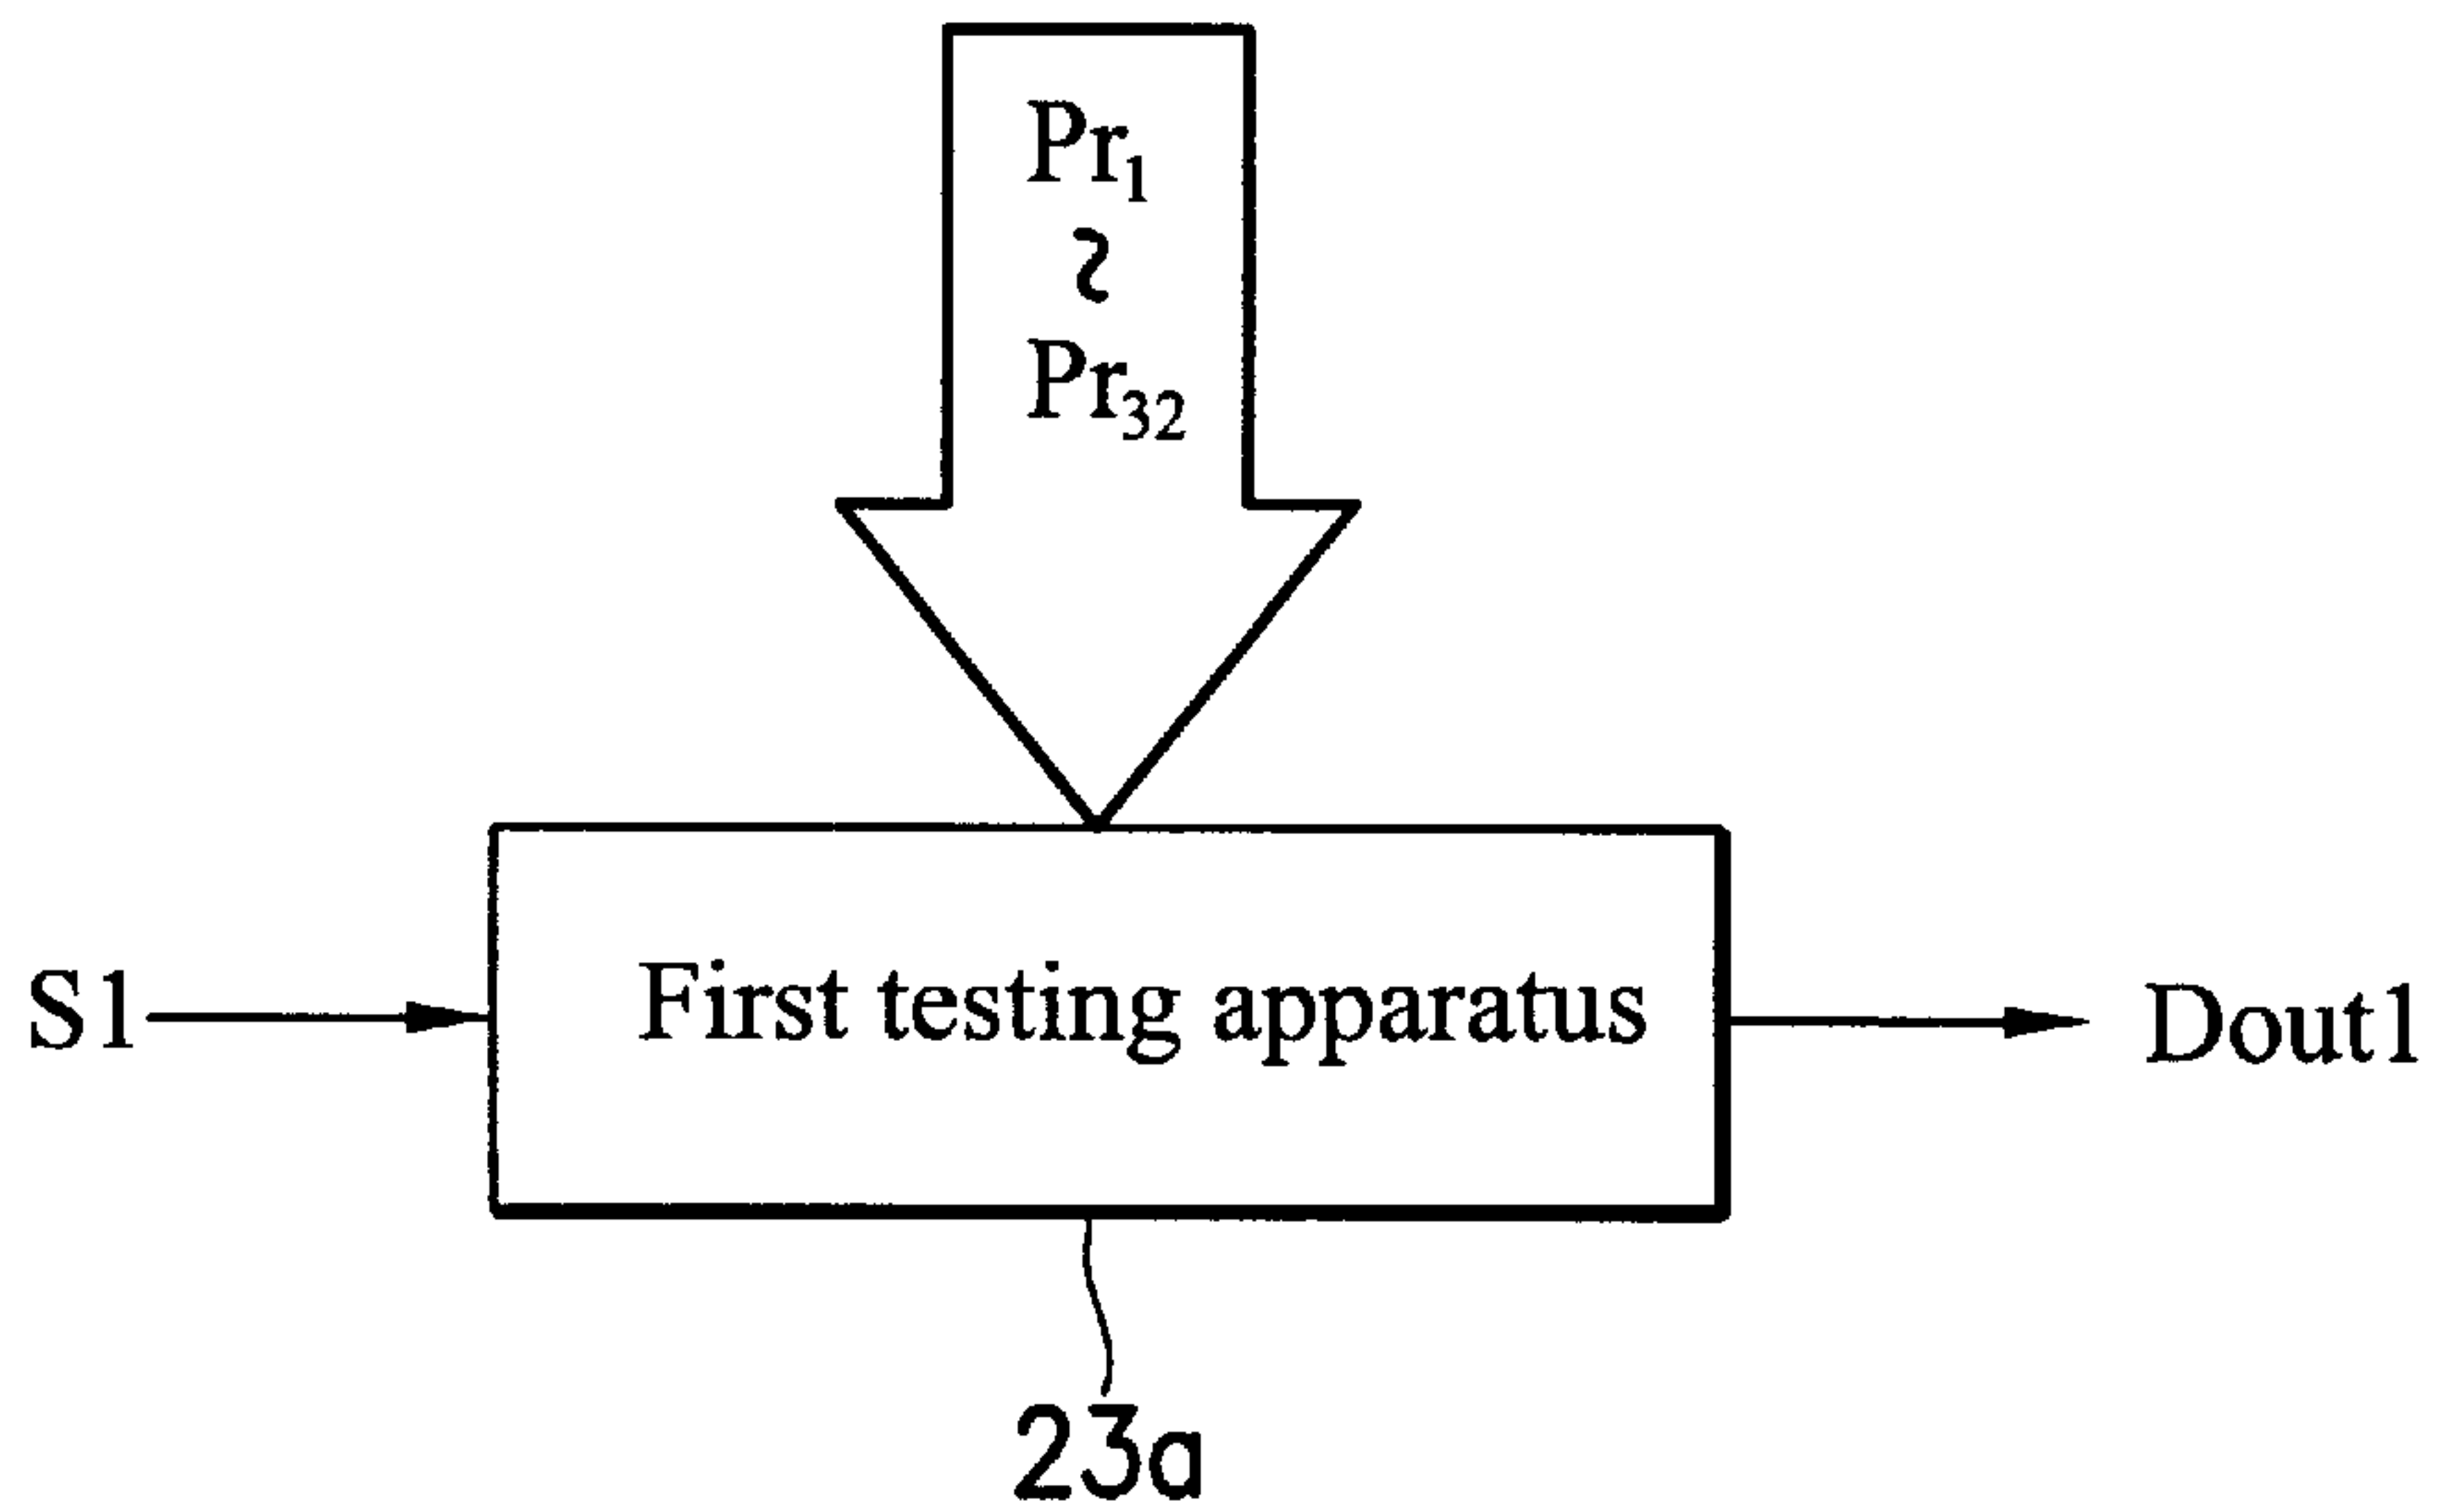 Pr₁
~
Pr₃₂
S1
First testing apparatus
Dout1
23a